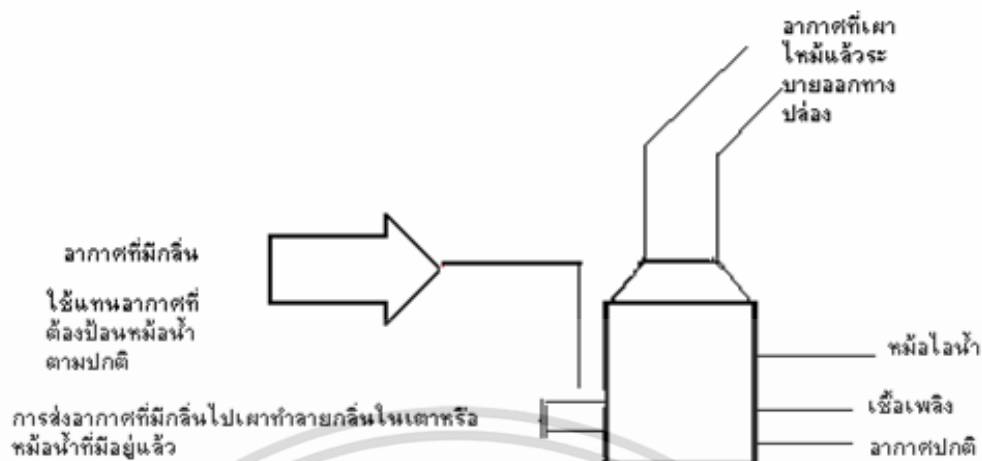 อากาศที่เผา
ไหม้แล้วระ
บายออกทาง
ปล่อง
อากาศที่มีกลิ่น
ใช้แทนอากาศที่
ต้องป้อนหม้อน้ำ
ตามปกติ
หม้อไอน้ำ
เชื้อเพลิง
อากาศปกติ
การส่งอากาศที่มีกลิ่นไปเผาทำลายกลิ่นในเตาหรือ
หม้อน้ำที่มีอยู่แล้ว